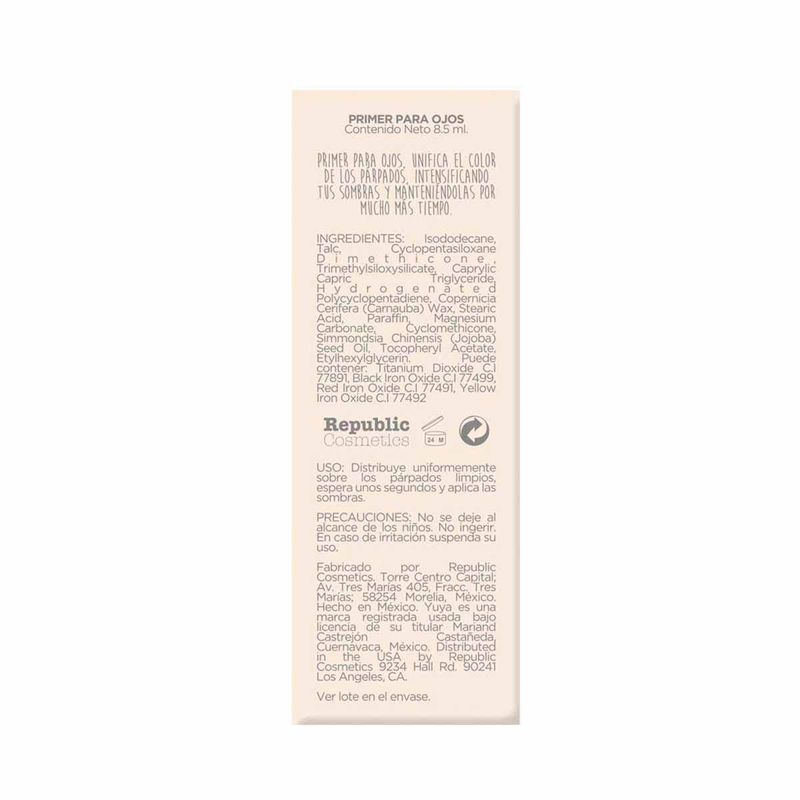 PRIMER PARA OJOS
Contenido Neto 8.5 ml.
PRIMER PARA OJOS, UNIFICA EL COLOR
DE LOS PÁRPADOS, INTENSIFICANDO
TUS SOMBRAS Y MANTENIÉNDOLAS POR
MUCHO MÁS TIEMPO.
INGREDIENTES: Isododecane,
Talc, Cyclopentasiloxane
Dimethicone,
Trimethylsiloxysilicate, Caprylic
Capric Triglyceride,
Hydrogenated
Polycyclopentadiene, Copernicia
Cerifera (Carnauba) Wax, Stearic
Acid, Paraffin, Magnesium
Carbonate, Cyclomethicone,
Simmondsia Chinensis (Jojoba)
Seed Oil, Tocopheryl Acetate,
Etylhexylglycerin. Puede
contener: Titanium Dioxide C.I
77891, Black Iron Oxide C.I 77499,
Red Iron Oxide C.I 77491, Yellow
Iron Oxide C.I 77492
Republic
Cosmetics
24 M
USO: Distribuye uniformemente
sobre los párpados limpios,
espera unos segundos y aplica las
sombras.
PRECAUCIONES: No se deje al
alcance de los niños. No ingerir.
En caso de irritación suspenda su
uso.
Fabricado por Republic
Cosmetics. Torre Centro Capital;
Av. Tres Marías 405, Fracc. Tres
Marías; 58254 Morelia, México.
Hecho en México. Yuya es una
marca registrada usada bajo
licencia de su titular Mariand
Castrejón Castañeda,
Cuernavaca, México. Distributed
in the USA by Republic
Cosmetics 9234 Hall Rd. 90241
Los Angeles, CA.
Ver lote en el envase.